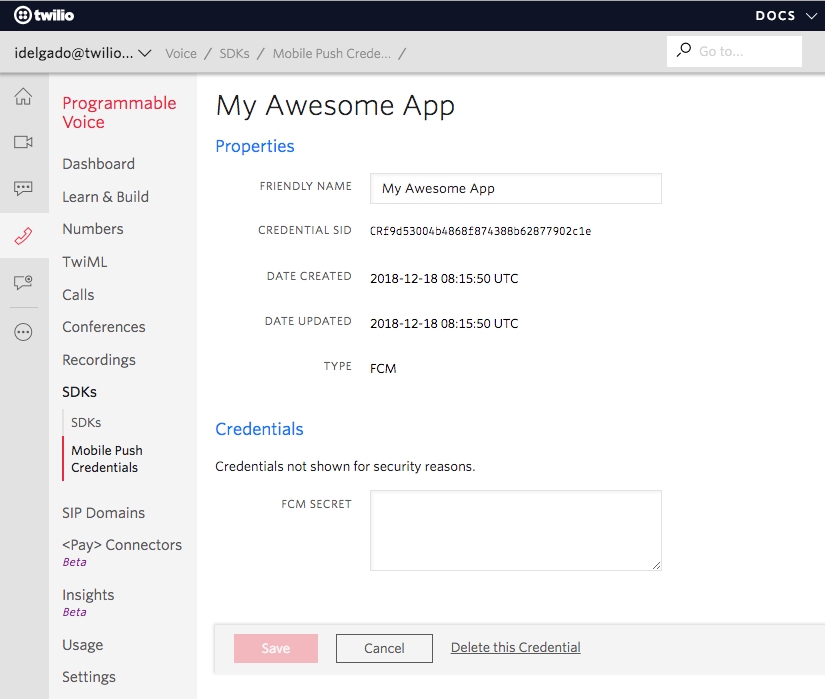 twilio
DOCS
idelgado@twilio...
Voice / SDKs / Mobile Push Crede... /
Go to...
Programmable
Voice
Dashboard
Learn & Build
Numbers
TwiML
Calls
Conferences
Recordings
SDKs
SDKs
Mobile Push
Credentials
SIP Domains
<Pay> Connectors
Beta
Insights
Beta
Usage
Settings
My Awesome App
Properties
FRIENDLY NAME My Awesome App
CREDENTIAL SID CRf9d53004b4868f874388b62877902c1e
DATE CREATED 2018-12-18 08:15:50 UTC
DATE UPDATED 2018-12-18 08:15:50 UTC
TYPE FCM
Credentials
Credentials not shown for security reasons.
FCM SECRET
Save Cancel Delete this Credential